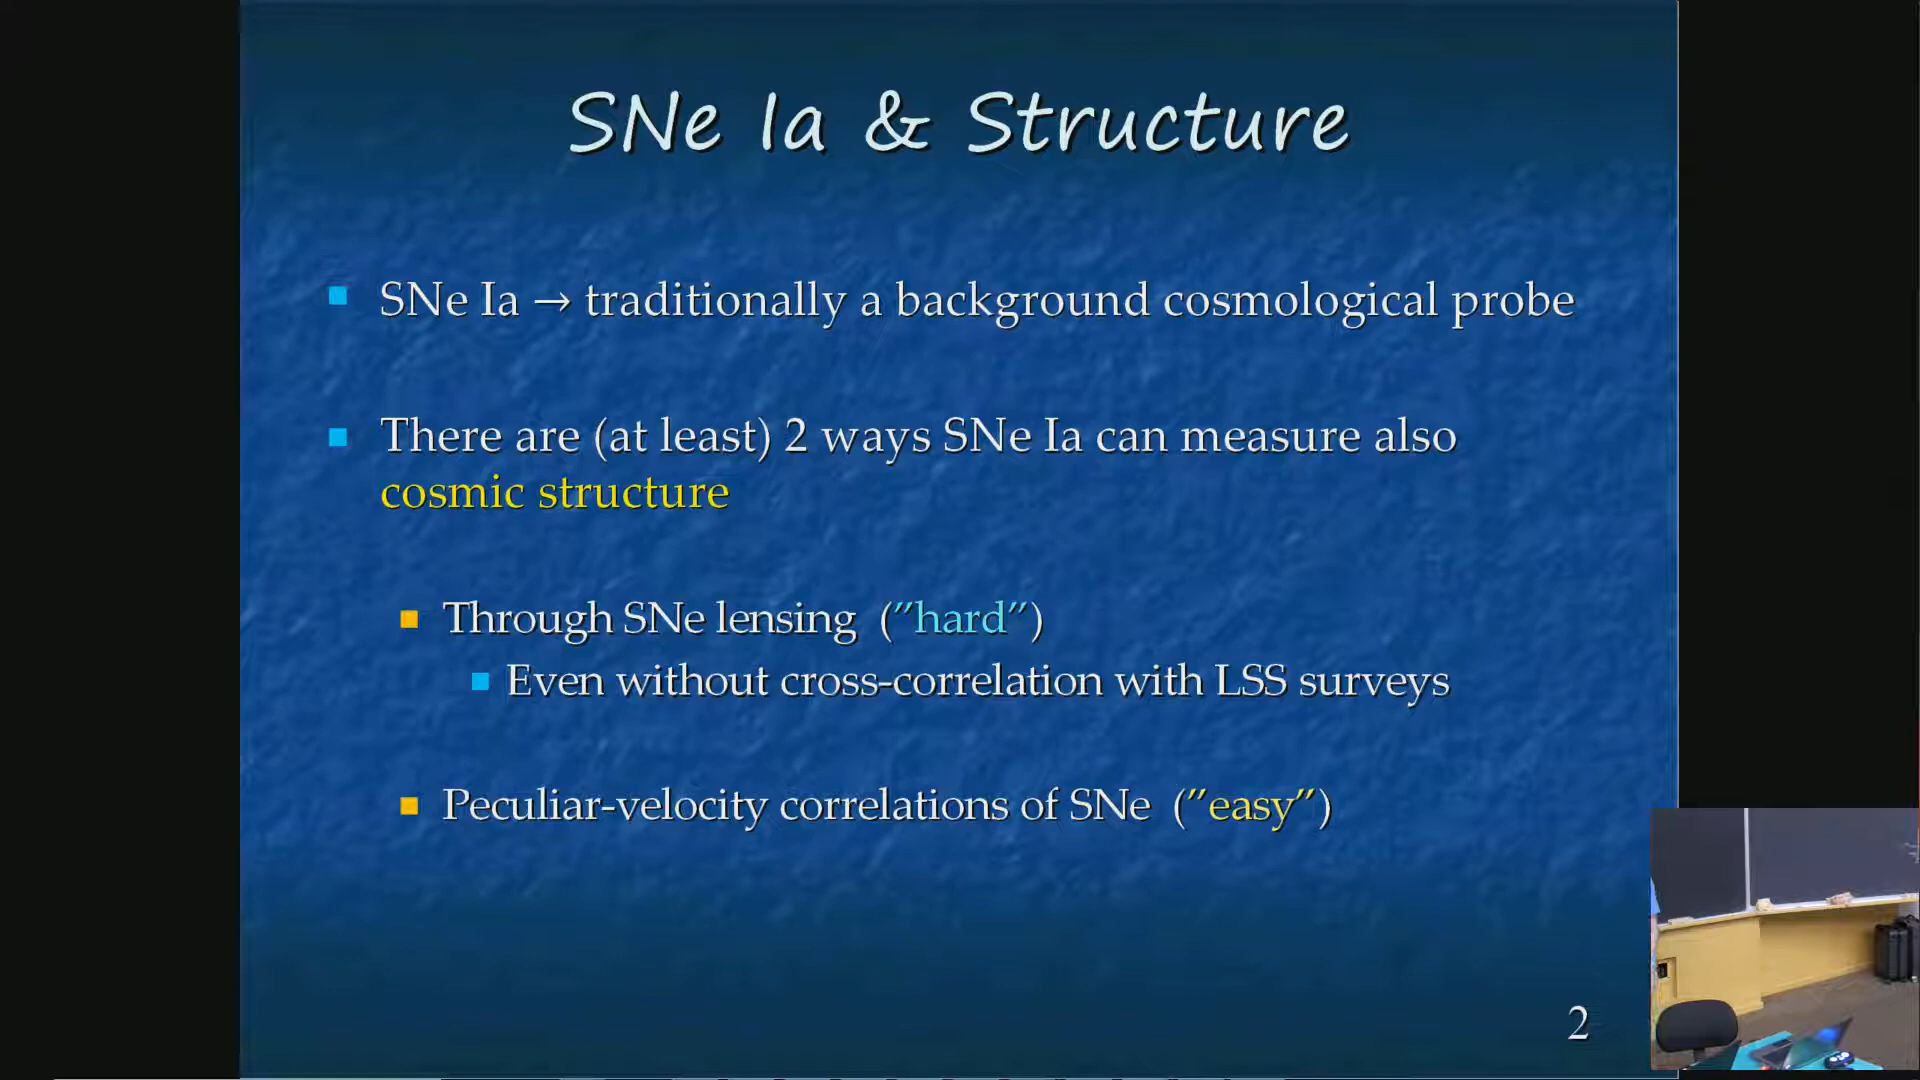 SNe Ia & Structure
SNe Ia → traditionally a background cosmological probe
There are (at least) 2 ways SNe Ia can measure also
cosmic structure
Through SNe lensing (”hard”)
Even without cross-correlation with LSS surveys
Peculiar-velocity correlations of SNe (”easy”)
2